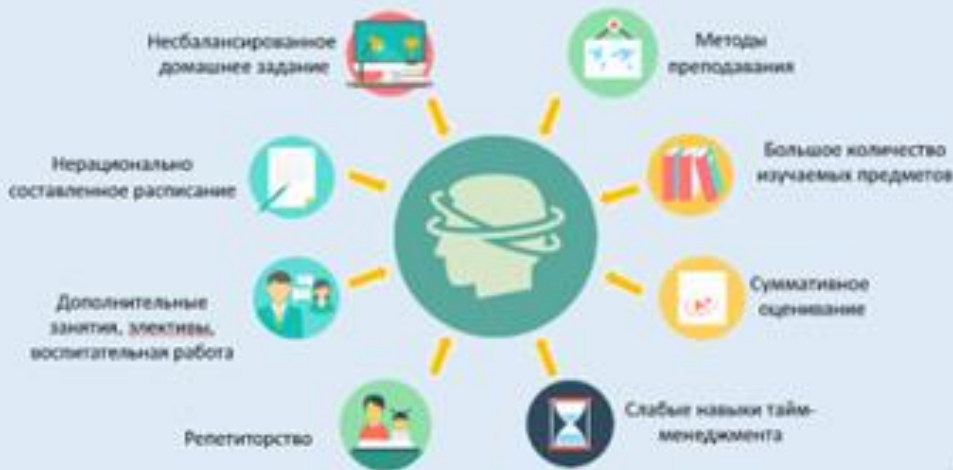 Несбалансированное
домашнее задание
Методы
преподавания
Нерационально
составленное расписание
Большое количество
изучаемых предметов
Дополнительные
занятия, элективы,
воспитательная работа
Суммативное
оценивание
Репетиторство
Слабые навыки тайм-
менеджмента